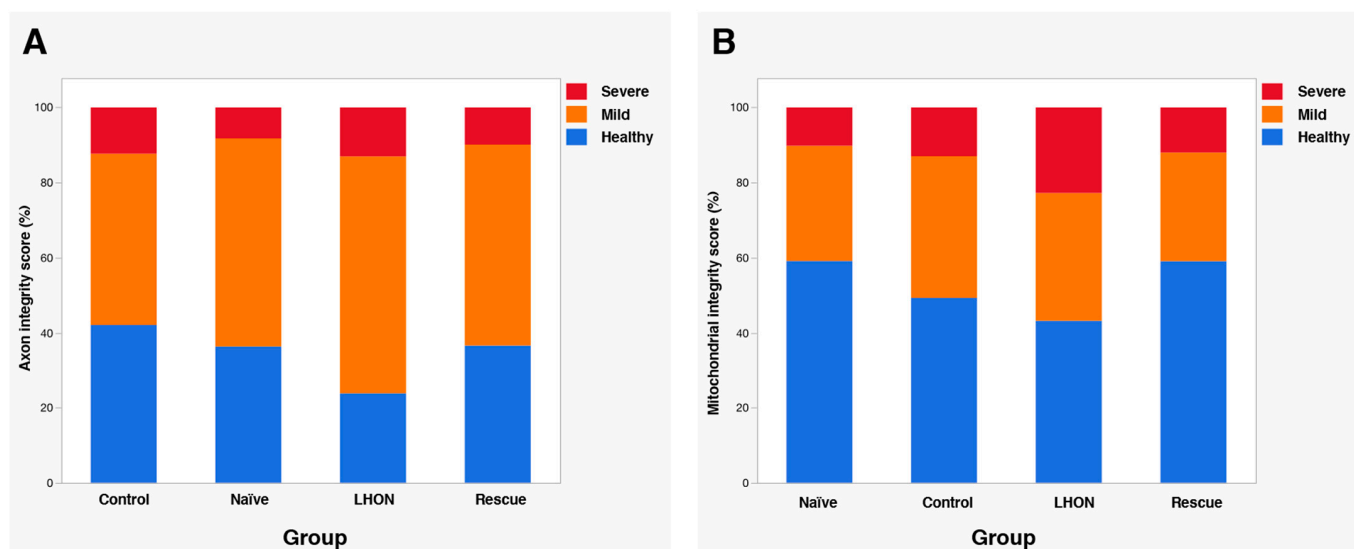 A
Severe
Mild
Healthy
Axon integrity score (%)
100
80
60
40
20
0
Control Naïve LHON Rescue
Group
B
Severe
Mild
Healthy
Mitochondrial integrity score (%)
100
80
60
40
20
0
Naïve Control LHON Rescue
Group